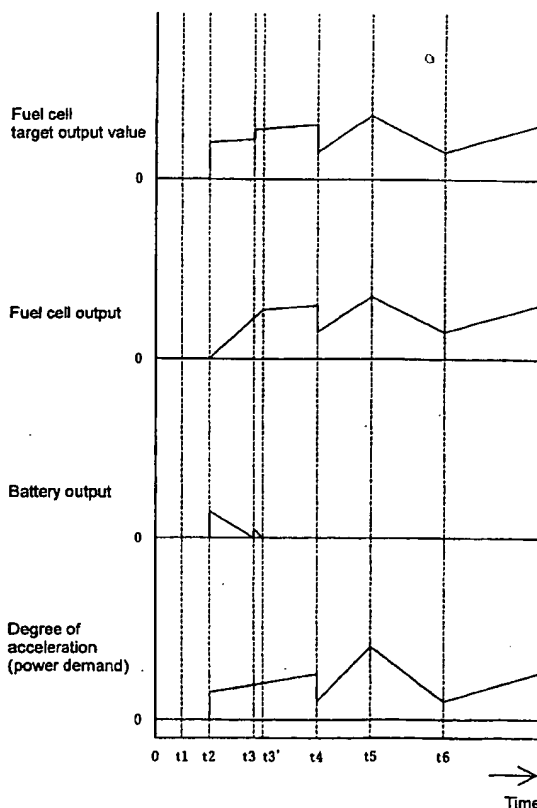 Fuel cell
target output value
0
Fuel cell output
0
Battery output
0
Degree of
acceleration
(power demand)
0
0 t1 t2 t3 t3' t4 t5 t6
Time